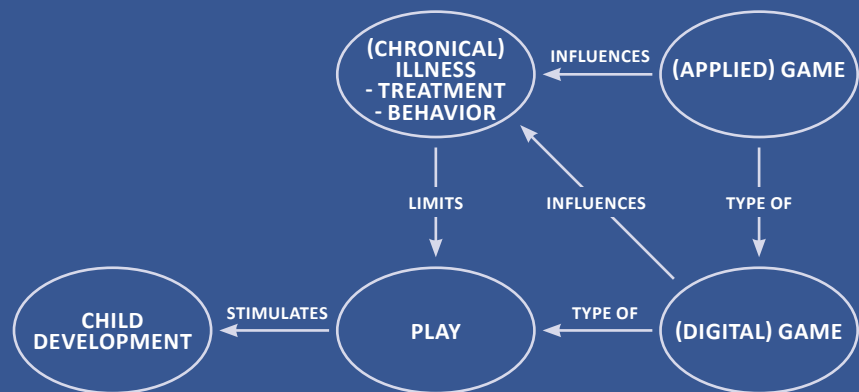 (CHRONICAL)
ILLNESS
- TREATMENT
- BEHAVIOR
INFLUENCES
(APPLIED) GAME
LIMITS
INFLUENCES
TYPE OF
CHILD
DEVELOPMENT
STIMULATES
PLAY
TYPE OF
(DIGITAL) GAME